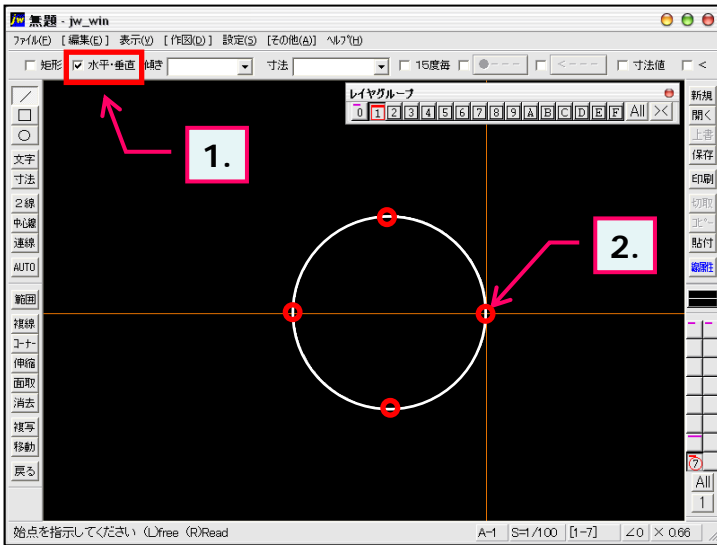 無題 - jw_win
ファイル(F) [編集(E)] 表示(V) [作図(D)] 設定(S) [その他(A)] ヘルプ(H)
矩形 水平・垂直 傾き 寸法 15度毎 ●--- <--- 寸法値 <
レイヤグループ
0 1 2 3 4 5 6 7 8 9 A B C D E F All ><
1.
2.
／
□
○
文字
寸法
2線
中心線
連線
AUTO
範囲
複線
コーナー
伸縮
面取
消去
複写
移動
戻る
新規
開く
上書
保存
印刷
切取
コピー
貼付
線属性
7
All
1
始点を指示してください (L)free (R)Read A-1 S=1/100 [1-7] ∠0 × 0.66